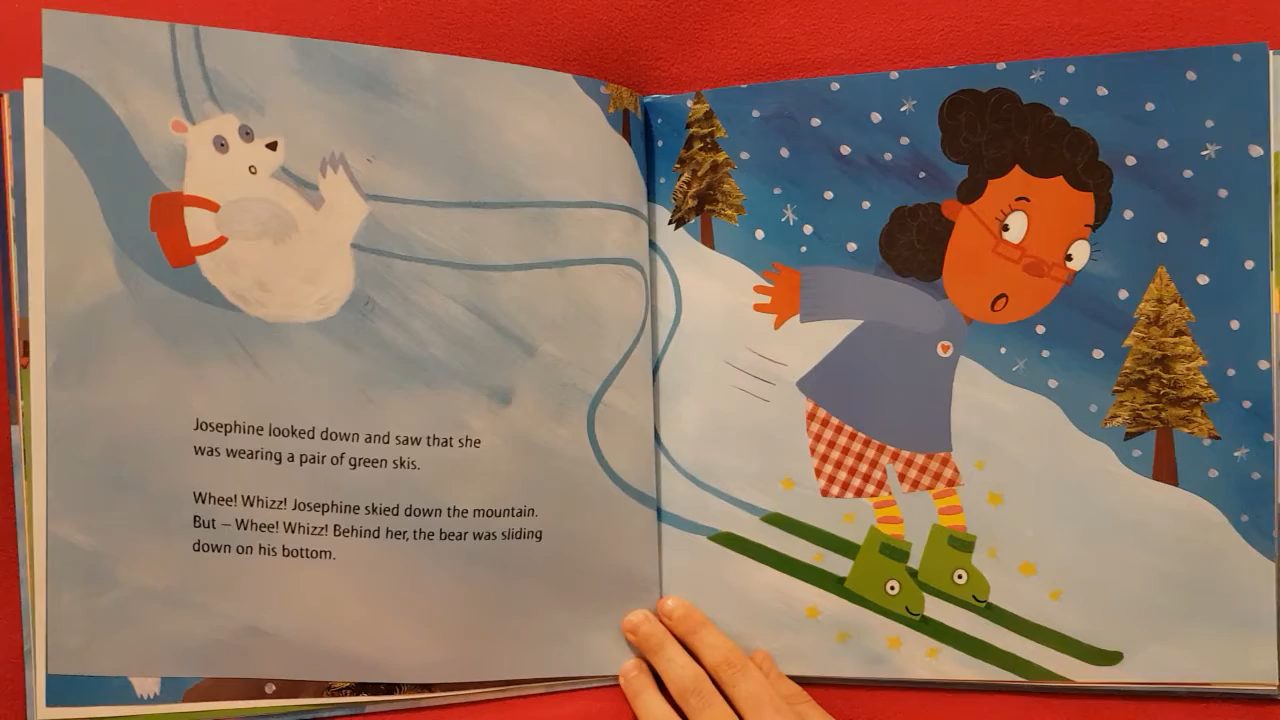 Josephine looked down and saw that she
was wearing a pair of green skis.
Whee! Whizz! Josephine skied down the mountain.
But – Whee! Whizz! Behind her, the bear was sliding
down on his bottom.